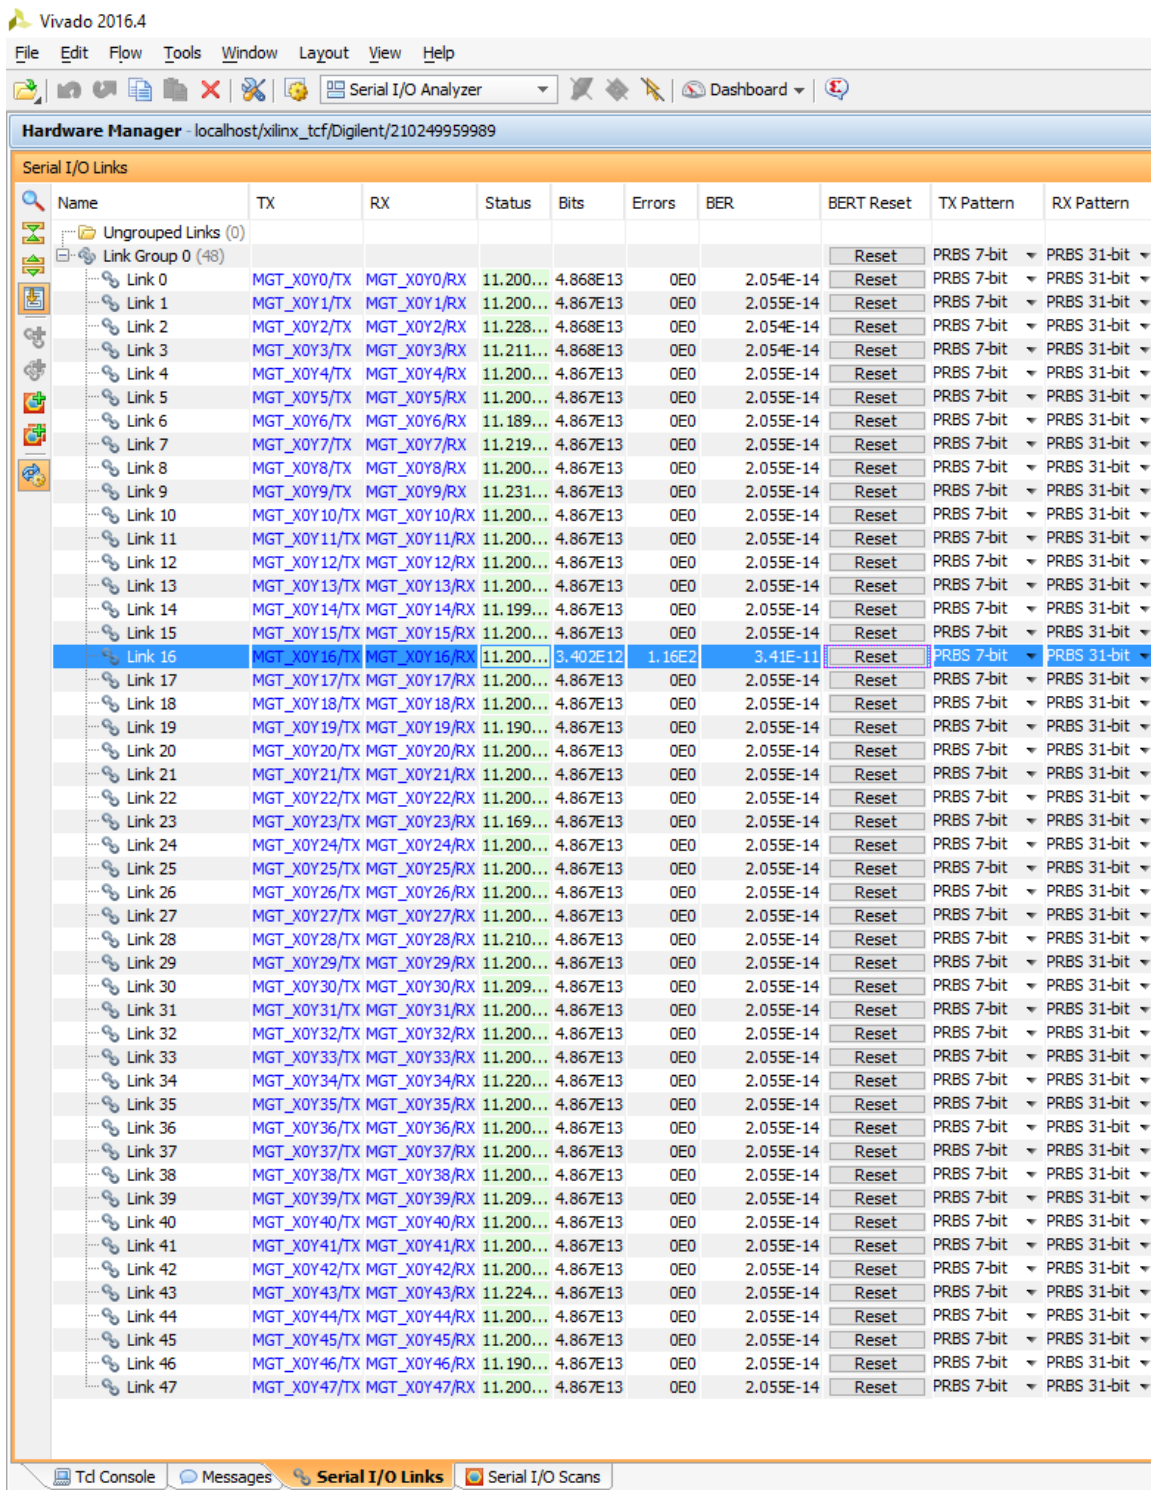 Vivado 2016.4
File Edit Flow Tools Window Layout View Help
Serial I/O Analyzer Dashboard
Hardware Manager - localhost/xilinx_tcf/Digilent/210249959989
Serial I/O Links
Name TX RX Status Bits Errors BER BERT Reset TX Pattern RX Pattern
Ungrouped Links (0)
Link Group 0 (48) Reset PRBS 7-bit PRBS 31-bit
Link 0 MGT_X0Y0/TX MGT_X0Y0/RX 11.200... 4.868E13 0E0 2.054E-14 Reset PRBS 7-bit PRBS 31-bit
Link 1 MGT_X0Y1/TX MGT_X0Y1/RX 11.200... 4.868E13 0E0 2.054E-14 Reset PRBS 7-bit PRBS 31-bit
Link 2 MGT_X0Y2/TX MGT_X0Y2/RX 11.228... 4.868E13 0E0 2.054E-14 Reset PRBS 7-bit PRBS 31-bit
Link 3 MGT_X0Y3/TX MGT_X0Y3/RX 11.211... 4.868E13 0E0 2.054E-14 Reset PRBS 7-bit PRBS 31-bit
Link 4 MGT_X0Y4/TX MGT_X0Y4/RX 11.200... 4.867E13 0E0 2.055E-14 Reset PRBS 7-bit PRBS 31-bit
Link 5 MGT_X0Y5/TX MGT_X0Y5/RX 11.200... 4.867E13 0E0 2.055E-14 Reset PRBS 7-bit PRBS 31-bit
Link 6 MGT_X0Y6/TX MGT_X0Y6/RX 11.189... 4.867E13 0E0 2.055E-14 Reset PRBS 7-bit PRBS 31-bit
Link 7 MGT_X0Y7/TX MGT_X0Y7/RX 11.219... 4.867E13 0E0 2.055E-14 Reset PRBS 7-bit PRBS 31-bit
Link 8 MGT_X0Y8/TX MGT_X0Y8/RX 11.200... 4.867E13 0E0 2.055E-14 Reset PRBS 7-bit PRBS 31-bit
Link 9 MGT_X0Y9/TX MGT_X0Y9/RX 11.231... 4.867E13 0E0 2.055E-14 Reset PRBS 7-bit PRBS 31-bit
Link 10 MGT_X0Y10/TX MGT_X0Y10/RX 11.200... 4.867E13 0E0 2.055E-14 Reset PRBS 7-bit PRBS 31-bit
Link 11 MGT_X0Y11/TX MGT_X0Y11/RX 11.200... 4.867E13 0E0 2.055E-14 Reset PRBS 7-bit PRBS 31-bit
Link 12 MGT_X0Y12/TX MGT_X0Y12/RX 11.200... 4.867E13 0E0 2.055E-14 Reset PRBS 7-bit PRBS 31-bit
Link 13 MGT_X0Y13/TX MGT_X0Y13/RX 11.200... 4.867E13 0E0 2.055E-14 Reset PRBS 7-bit PRBS 31-bit
Link 14 MGT_X0Y14/TX MGT_X0Y14/RX 11.199... 4.867E13 0E0 2.055E-14 Reset PRBS 7-bit PRBS 31-bit
Link 15 MGT_X0Y15/TX MGT_X0Y15/RX 11.200... 4.867E13 0E0 2.055E-14 Reset PRBS 7-bit PRBS 31-bit
Link 16 MGT_X0Y16/TX MGT_X0Y16/RX 11.200... 3.402E12 1.16E2 3.41E-11 Reset PRBS 7-bit PRBS 31-bit
Link 17 MGT_X0Y17/TX MGT_X0Y17/RX 11.200... 4.867E13 0E0 2.055E-14 Reset PRBS 7-bit PRBS 31-bit
Link 18 MGT_X0Y18/TX MGT_X0Y18/RX 11.200... 4.867E13 0E0 2.055E-14 Reset PRBS 7-bit PRBS 31-bit
Link 19 MGT_X0Y19/TX MGT_X0Y19/RX 11.190... 4.867E13 0E0 2.055E-14 Reset PRBS 7-bit PRBS 31-bit
Link 20 MGT_X0Y20/TX MGT_X0Y20/RX 11.200... 4.867E13 0E0 2.055E-14 Reset PRBS 7-bit PRBS 31-bit
Link 21 MGT_X0Y21/TX MGT_X0Y21/RX 11.200... 4.867E13 0E0 2.055E-14 Reset PRBS 7-bit PRBS 31-bit
Link 22 MGT_X0Y22/TX MGT_X0Y22/RX 11.200... 4.867E13 0E0 2.055E-14 Reset PRBS 7-bit PRBS 31-bit
Link 23 MGT_X0Y23/TX MGT_X0Y23/RX 11.169... 4.867E13 0E0 2.055E-14 Reset PRBS 7-bit PRBS 31-bit
Link 24 MGT_X0Y24/TX MGT_X0Y24/RX 11.200... 4.867E13 0E0 2.055E-14 Reset PRBS 7-bit PRBS 31-bit
Link 25 MGT_X0Y25/TX MGT_X0Y25/RX 11.200... 4.867E13 0E0 2.055E-14 Reset PRBS 7-bit PRBS 31-bit
Link 26 MGT_X0Y26/TX MGT_X0Y26/RX 11.200... 4.867E13 0E0 2.055E-14 Reset PRBS 7-bit PRBS 31-bit
Link 27 MGT_X0Y27/TX MGT_X0Y27/RX 11.200... 4.867E13 0E0 2.055E-14 Reset PRBS 7-bit PRBS 31-bit
Link 28 MGT_X0Y28/TX MGT_X0Y28/RX 11.210... 4.867E13 0E0 2.055E-14 Reset PRBS 7-bit PRBS 31-bit
Link 29 MGT_X0Y29/TX MGT_X0Y29/RX 11.200... 4.867E13 0E0 2.055E-14 Reset PRBS 7-bit PRBS 31-bit
Link 30 MGT_X0Y30/TX MGT_X0Y30/RX 11.209... 4.867E13 0E0 2.055E-14 Reset PRBS 7-bit PRBS 31-bit
Link 31 MGT_X0Y31/TX MGT_X0Y31/RX 11.200... 4.867E13 0E0 2.055E-14 Reset PRBS 7-bit PRBS 31-bit
Link 32 MGT_X0Y32/TX MGT_X0Y32/RX 11.200... 4.867E13 0E0 2.055E-14 Reset PRBS 7-bit PRBS 31-bit
Link 33 MGT_X0Y33/TX MGT_X0Y33/RX 11.200... 4.867E13 0E0 2.055E-14 Reset PRBS 7-bit PRBS 31-bit
Link 34 MGT_X0Y34/TX MGT_X0Y34/RX 11.220... 4.867E13 0E0 2.055E-14 Reset PRBS 7-bit PRBS 31-bit
Link 35 MGT_X0Y35/TX MGT_X0Y35/RX 11.200... 4.867E13 0E0 2.055E-14 Reset PRBS 7-bit PRBS 31-bit
Link 36 MGT_X0Y36/TX MGT_X0Y36/RX 11.200... 4.867E13 0E0 2.055E-14 Reset PRBS 7-bit PRBS 31-bit
Link 37 MGT_X0Y37/TX MGT_X0Y37/RX 11.200... 4.867E13 0E0 2.055E-14 Reset PRBS 7-bit PRBS 31-bit
Link 38 MGT_X0Y38/TX MGT_X0Y38/RX 11.200... 4.867E13 0E0 2.055E-14 Reset PRBS 7-bit PRBS 31-bit
Link 39 MGT_X0Y39/TX MGT_X0Y39/RX 11.209... 4.867E13 0E0 2.055E-14 Reset PRBS 7-bit PRBS 31-bit
Link 40 MGT_X0Y40/TX MGT_X0Y40/RX 11.200... 4.867E13 0E0 2.055E-14 Reset PRBS 7-bit PRBS 31-bit
Link 41 MGT_X0Y41/TX MGT_X0Y41/RX 11.200... 4.867E13 0E0 2.055E-14 Reset PRBS 7-bit PRBS 31-bit
Link 42 MGT_X0Y42/TX MGT_X0Y42/RX 11.200... 4.867E13 0E0 2.055E-14 Reset PRBS 7-bit PRBS 31-bit
Link 43 MGT_X0Y43/TX MGT_X0Y43/RX 11.224... 4.867E13 0E0 2.055E-14 Reset PRBS 7-bit PRBS 31-bit
Link 44 MGT_X0Y44/TX MGT_X0Y44/RX 11.200... 4.867E13 0E0 2.055E-14 Reset PRBS 7-bit PRBS 31-bit
Link 45 MGT_X0Y45/TX MGT_X0Y45/RX 11.200... 4.867E13 0E0 2.055E-14 Reset PRBS 7-bit PRBS 31-bit
Link 46 MGT_X0Y46/TX MGT_X0Y46/RX 11.190... 4.867E13 0E0 2.055E-14 Reset PRBS 7-bit PRBS 31-bit
Link 47 MGT_X0Y47/TX MGT_X0Y47/RX 11.200... 4.867E13 0E0 2.055E-14 Reset PRBS 7-bit PRBS 31-bit
Tcl Console Messages Serial I/O Links Serial I/O Scans